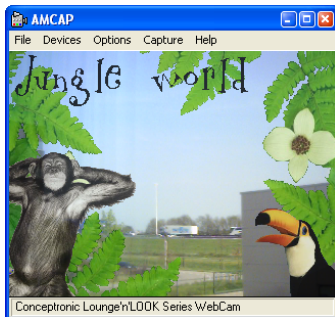 AMCAP
File Devices Options Capture Help
Jungle world
Conceptronic Lounge'n'LOOK Series WebCam